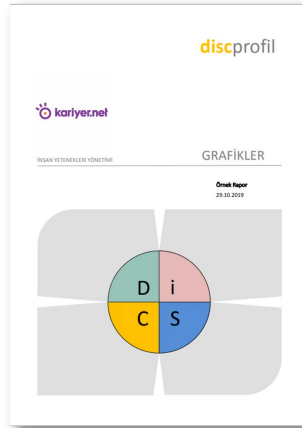 discprofil
kariyer.net
İNSAN YETENEKLERİ YÖNETİMİ
GRAFİKLER
Örnek Rapor
29.10.2019
D i
C S